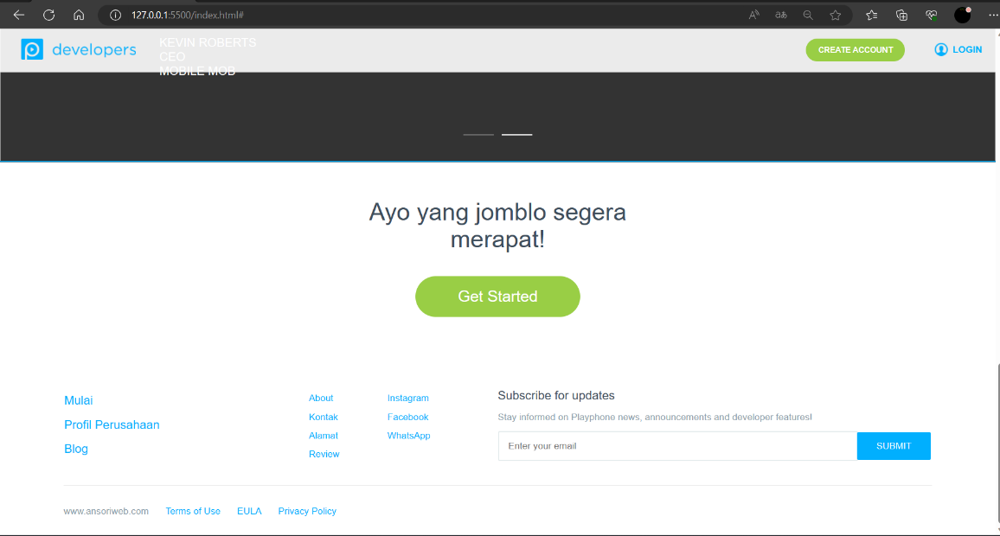 127.0.0.1:5500/index.html#
developers
KEVIN ROBERTS
CEO
MOBILE MOB
CREATE ACCOUNT
LOGIN
Ayo yang jomblo segera
merapat!
Get Started
Mulai
Profil Perusahaan
Blog
About
Kontak
Alamat
Review
Instagram
Facebook
WhatsApp
Subscribe for updates
Stay informed on Playphone news, announcements and developer features!
Enter your email
SUBMIT
www.ansoriweb.com
Terms of Use
EULA
Privacy Policy